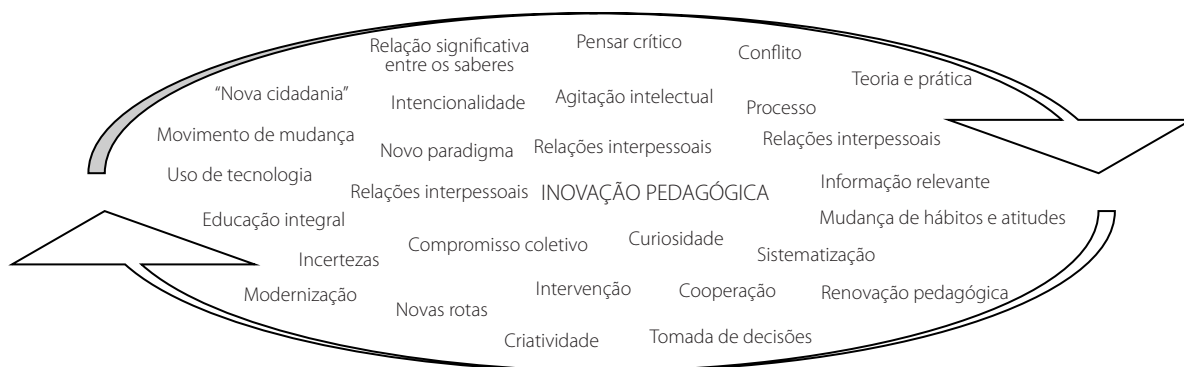 Relação significativa
entre os saberes
Pensar crítico
Conflito
Teoria e prática
“Nova cidadania”
Intencionalidade
Agitação intelectual
Processo
Movimento de mudança
Novo paradigma
Relações interpessoais
Relações interpessoais
Uso de tecnologia
Relações interpessoais
INOVAÇÃO PEDAGÓGICA
Informação relevante
Educação integral
Mudança de hábitos e atitudes
Compromisso coletivo
Curiosidade
Sistematização
Incertezas
Modernização
Intervenção
Cooperação
Renovação pedagógica
Novas rotas
Criatividade
Tomada de decisões